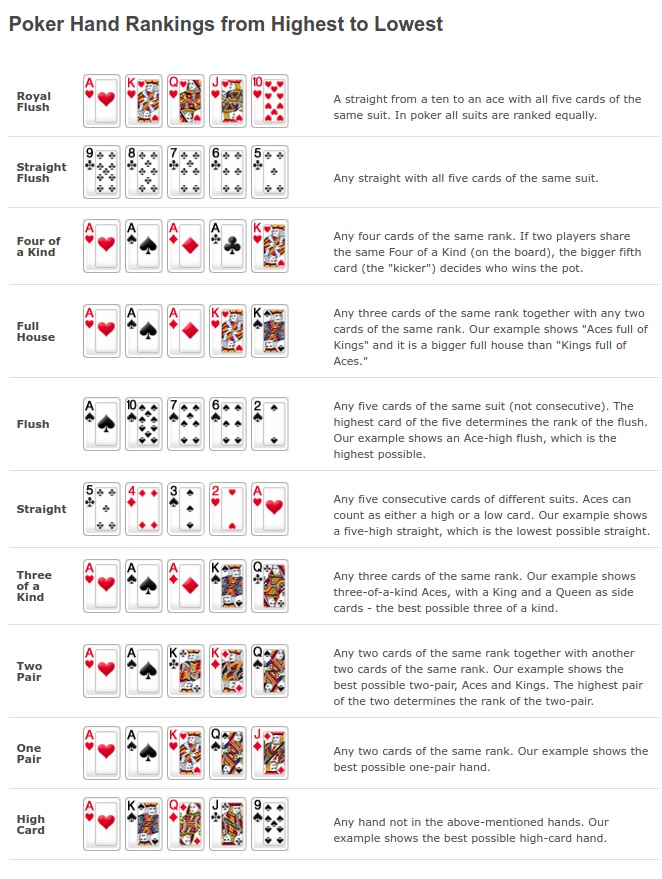 Poker Hand Rankings from Highest to Lowest
Royal
Flush
A K Q J 10
A straight from a ten to an ace with all five cards of the
same suit. In poker all suits are ranked equally.
Straight
Flush
9 8 7 6 5
Any straight with all five cards of the same suit.
Four of
a Kind
A A A A K
Any four cards of the same rank. If two players share
the same Four of a Kind (on the board), the bigger fifth
card (the "kicker") decides who wins the pot.
Full
House
A A A K K
Any three cards of the same rank together with any two
cards of the same rank. Our example shows "Aces full of
Kings" and it is a bigger full house than "Kings full of
Aces."
Flush
A 10 7 6 2
Any five cards of the same suit (not consecutive). The
highest card of the five determines the rank of the flush.
Our example shows an Ace-high flush, which is the
highest possible.
Straight
5 4 3 2 A
Any five consecutive cards of different suits. Aces can
count as either a high or a low card. Our example shows
a five-high straight, which is the lowest possible straight.
Three
of a
Kind
A A A K Q
Any three cards of the same rank. Our example shows
three-of-a-kind Aces, with a King and a Queen as side
cards - the best possible three of a kind.
Two
Pair
A A K K Q
Any two cards of the same rank together with another
two cards of the same rank. Our example shows the
best possible two-pair, Aces and Kings. The highest pair
of the two determines the rank of the two-pair.
One
Pair
A A K Q J
Any two cards of the same rank. Our example shows the
best possible one-pair hand.
High
Card
A K Q J 9
Any hand not in the above-mentioned hands. Our
example shows the best possible high-card hand.